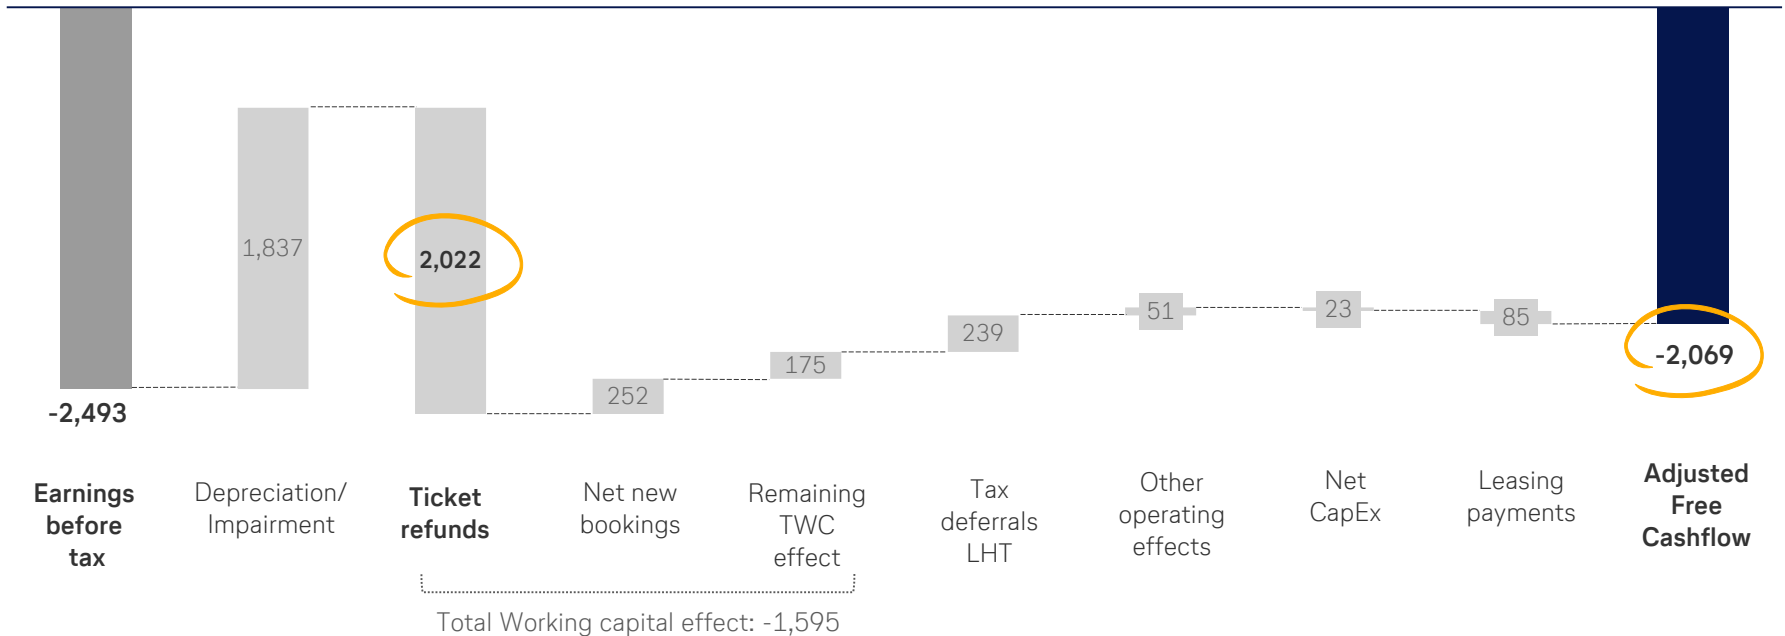 1,837
2,022
252
175
239
51
23
85
-2,069
-2,493
Earnings
before
tax
Depreciation/
Impairment
Ticket
refunds
Net new
bookings
Remaining
TWC
effect
Tax
deferrals
LHT
Other
operating
effects
Net
CapEx
Leasing
payments
Adjusted
Free
Cashflow
Total Working capital effect: -1,595